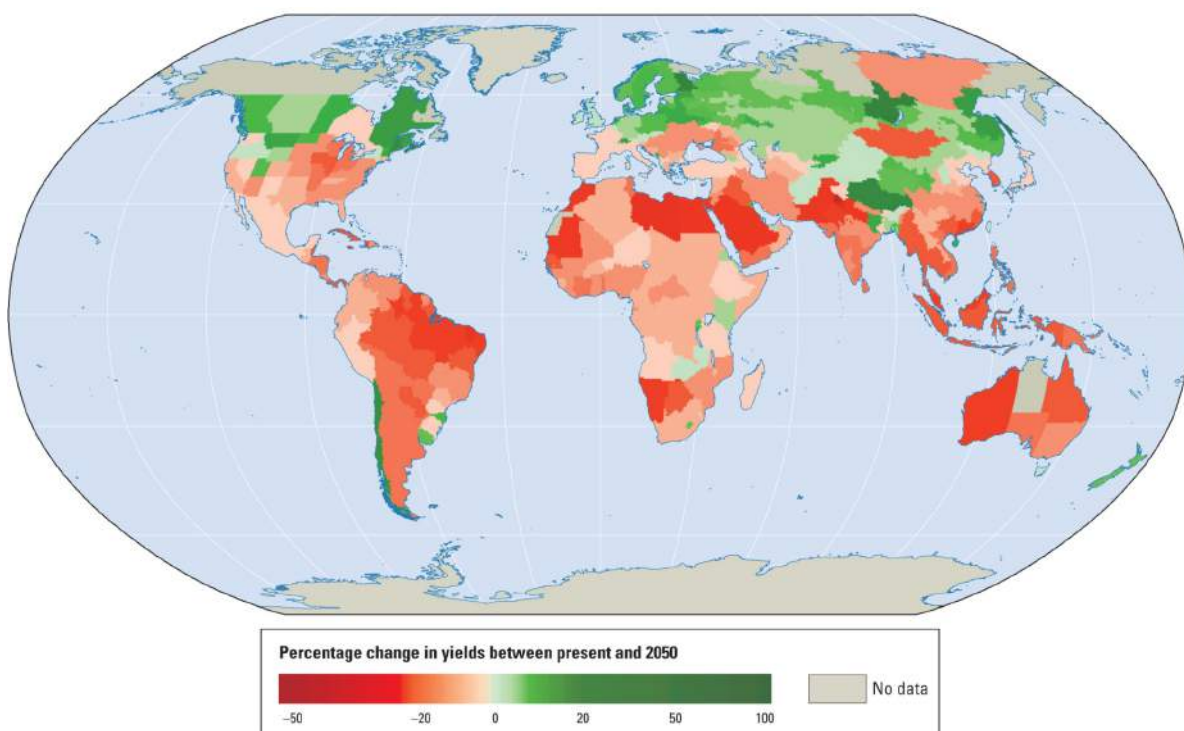 Percentage change in yields between present and 2050
No data
–50 –20 0 20 50 100